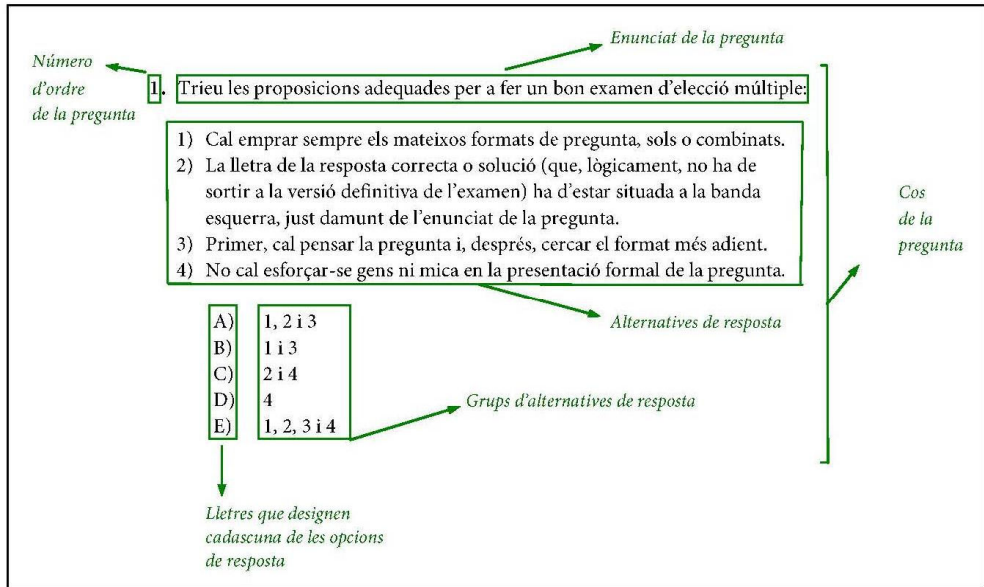 Enunciat de la pregunta
Número
d'ordre
de la pregunta
1. Trieu les proposicions adequades per a fer un bon examen d'elecció múltiple:
1) Cal emprar sempre els mateixos formats de pregunta, sols o combinats.
2) La lletra de la resposta correcta o solució (que, lògicament, no ha de
sortir a la versió definitiva de l'examen) ha d'estar situada a la banda
esquerra, just damunt de l'enunciat de la pregunta.
3) Primer, cal pensar la pregunta i, després, cercar el format més adient.
4) No cal esforçar-se gens ni mica en la presentació formal de la pregunta.
Cos
de la
pregunta
Alternatives de resposta
A) 1, 2 i 3
B) 1 i 3
C) 2 i 4
D) 4
E) 1, 2, 3 i 4
Grups d'alternatives de resposta
Lletres que designen
cadascuna de les opcions
de resposta